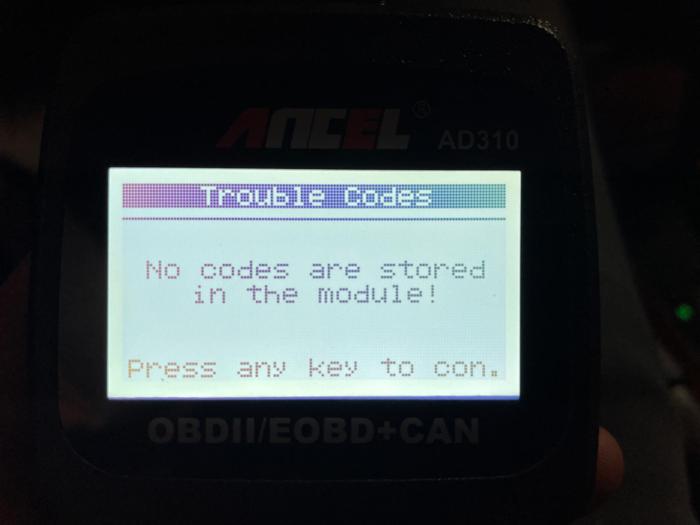 ANCEL®
AD310
Trouble Codes
No codes are stored
in the module!
Press any key to con.
OBDII/EOBD+CAN